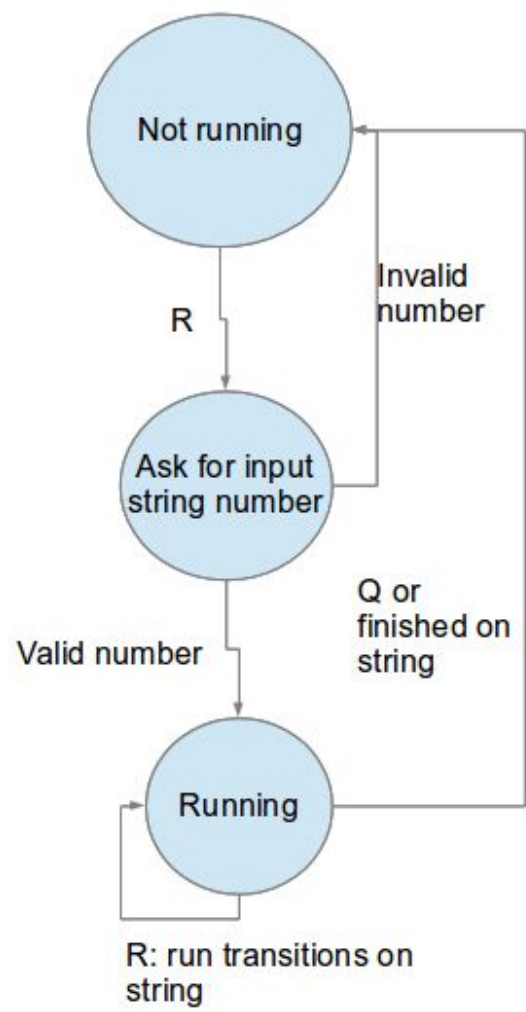 Not running
Invalid
number
R
Ask for input
string number
Q or
finished on
string
Valid number
Running
R: run transitions on
string